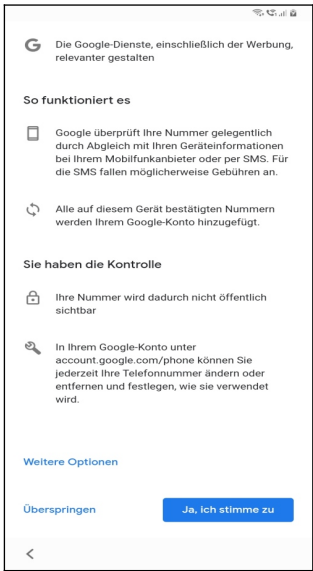 Die Google-Dienste, einschließlich der Werbung,
relevanter gestalten
So funktioniert es
Google überprüft Ihre Nummer gelegentlich
durch Abgleich mit Ihren Geräteinformationen
bei Ihrem Mobilfunkanbieter oder per SMS. Für
die SMS fallen möglicherweise Gebühren an.
Alle auf diesem Gerät bestätigten Nummern
werden Ihrem Google-Konto hinzugefügt.
Sie haben die Kontrolle
Ihre Nummer wird dadurch nicht öffentlich
sichtbar
In Ihrem Google-Konto unter
account.google.com/phone können Sie
jederzeit Ihre Telefonnummer ändern oder
entfernen und festlegen, wie sie verwendet
wird.
Weitere Optionen
Überspringen
Ja, ich stimme zu